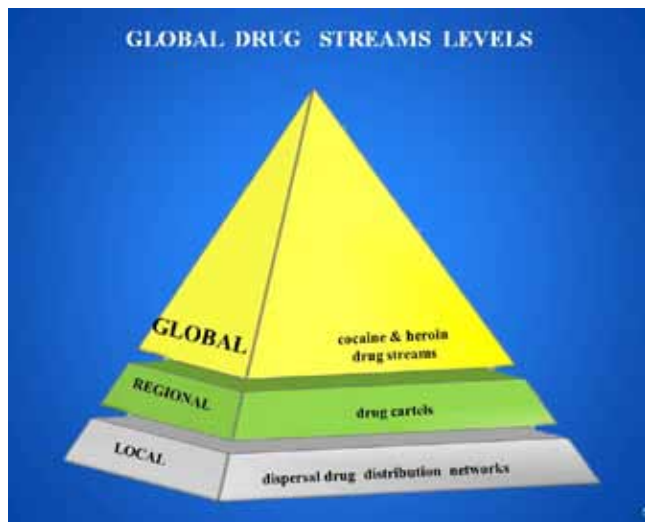 GLOBAL DRUG STREAMS LEVELS
GLOBAL
cocaine & heroin
drug streams
REGIONAL
drug cartels
LOCAL
dispersal drug distribution networks